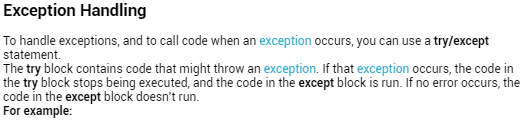 Exception Handling
To handle exceptions, and to call code when an exception occurs, you can use a try/except
statement.
The try block contains code that might throw an exception. If that exception occurs, the code in
the try block stops being executed, and the code in the except block is run. If no error occurs, the
code in the except block doesn't run.
For example: